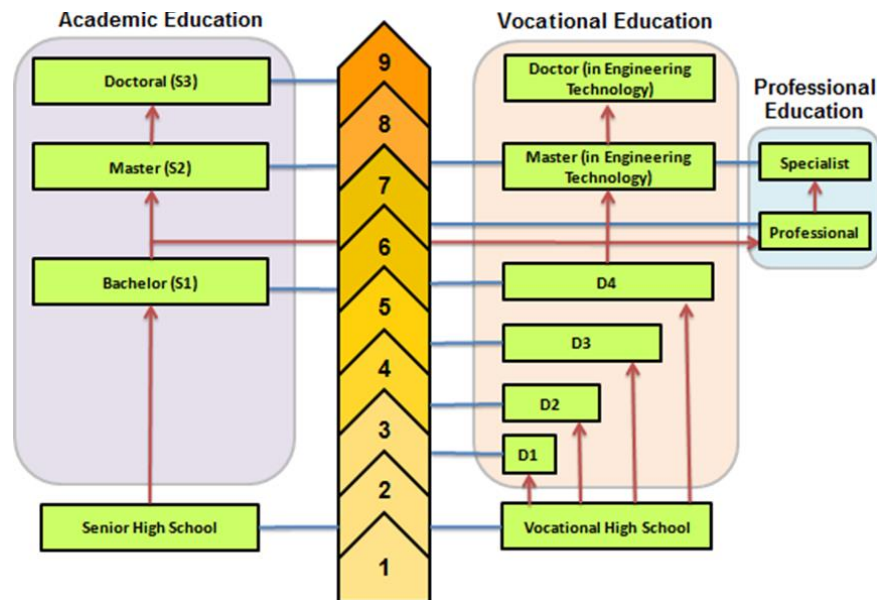 Academic Education
Doctoral (S3)
Master (S2)
Bachelor (S1)
Senior High School
9
8
7
6
5
4
3
2
1
Vocational Education
Doctor (in Engineering
Technology)
Master (in Engineering
Technology)
D4
D3
D2
D1
Vocational High School
Professional
Education
Specialist
Professional